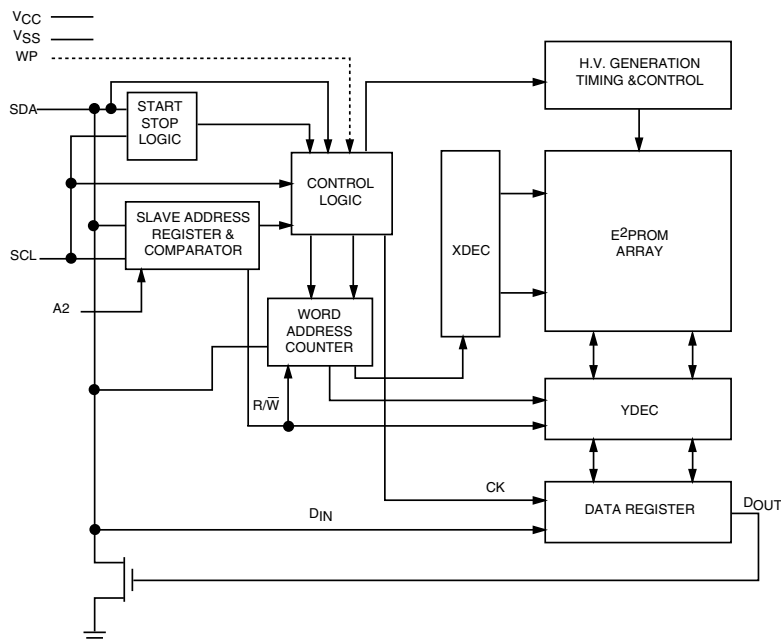 VCC
VSS
WP
H.V. GENERATION
TIMING &CONTROL
SDA
START
STOP
LOGIC
CONTROL
LOGIC
SLAVE ADDRESS
REGISTER &
COMPARATOR
XDEC
E2PROM
ARRAY
SCL
A2
WORD
ADDRESS
COUNTER
R/W̅
YDEC
CK
DIN
DATA REGISTER
DOUT